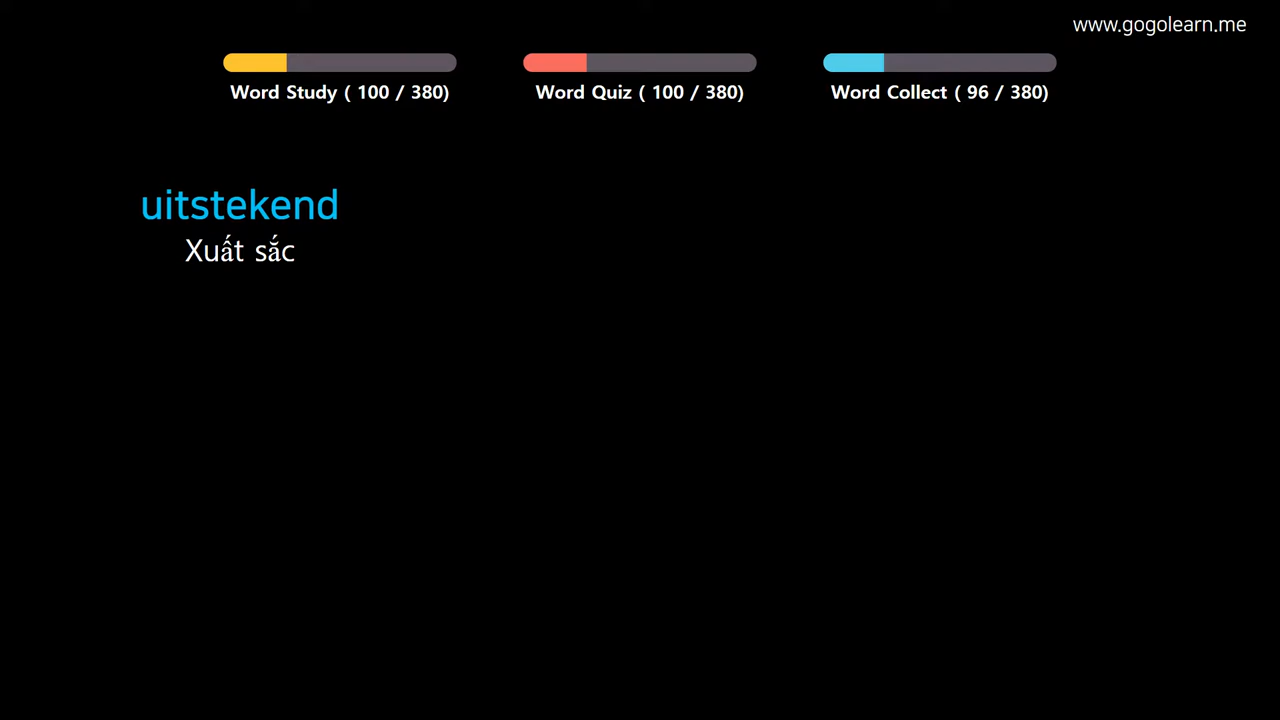 www.gogolearn.me
Word Study ( 100 / 380)
Word Quiz ( 100 / 380)
Word Collect ( 96 / 380)
uitstekend
Xuất sắc